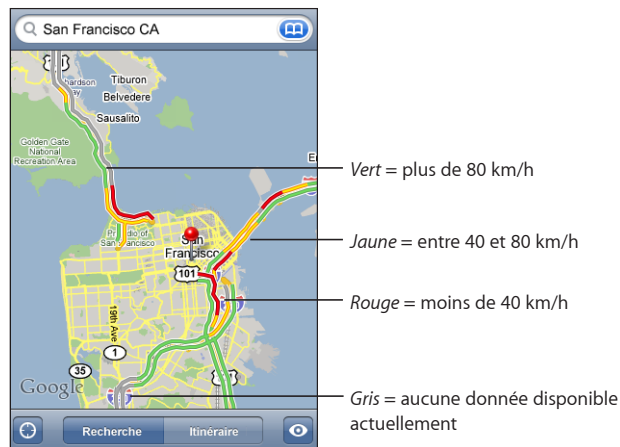 San Francisco CA
Tiburon
Belvedere
Sausalito
Golden Gate
National
Recreation Area
Vert = plus de 80 km/h
Jaune = entre 40 et 80 km/h
San
Francisco
101
Rouge = moins de 40 km/h
19th Ave
1
35
Google
Gris = aucune donnée disponible
actuellement
Recherche
Itinéraire